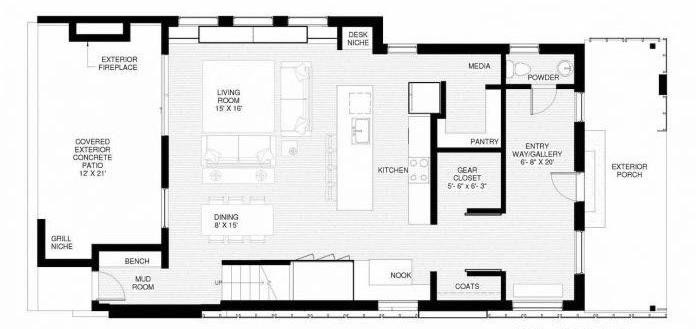 DESK
NICHE
EXTERIOR
FIREPLACE
MEDIA
POWDER
LIVING
ROOM
15' X 16'
COVERED
EXTERIOR
CONCRETE
PATIO
12' X 21'
PANTRY
ENTRY
WAY/GALLERY
6'- 8" X 20'
KITCHEN
GEAR
CLOSET
5'- 6" x 6'- 3"
EXTERIOR
PORCH
DINING
8' X 15'
GRILL
NICHE
BENCH
MUD
ROOM
UP
NOOK
COATS